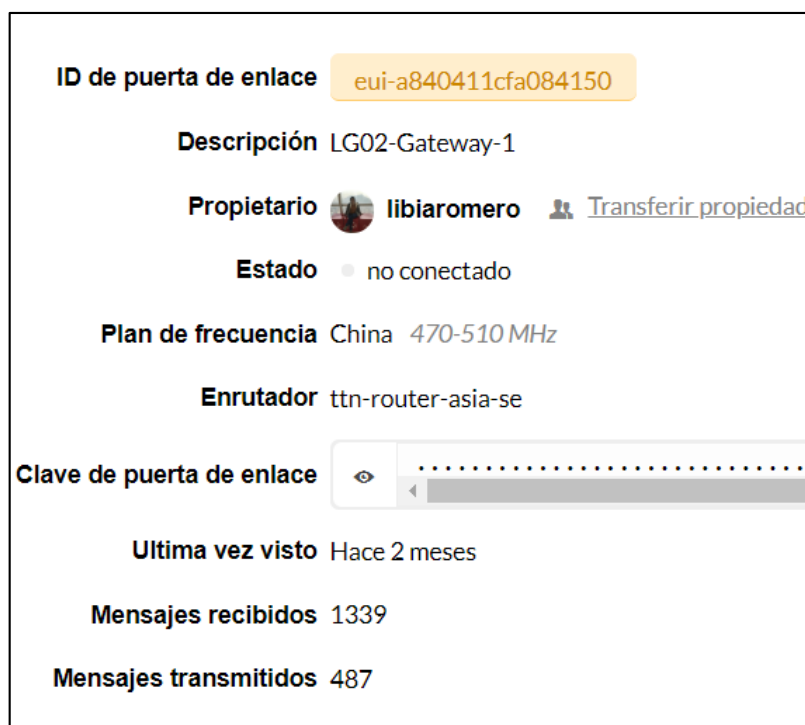 ID de puerta de enlace eui-a840411cfa084150
Descripción LG02-Gateway-1
Propietario libiaromero Transferir propiedad
Estado no conectado
Plan de frecuencia China 470-510 MHz
Enrutador ttn-router-asia-se
Clave de puerta de enlace
Ultima vez visto Hace 2 meses
Mensajes recibidos 1339
Mensajes transmitidos 487